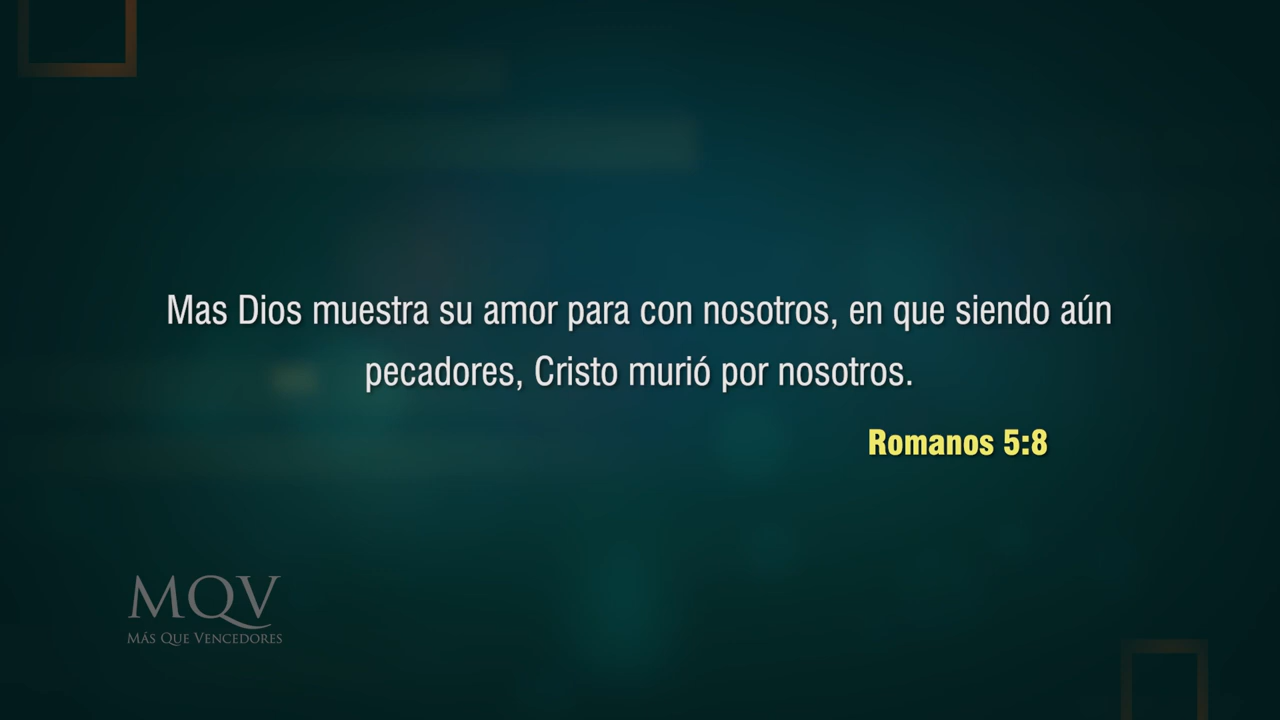 Mas Dios muestra su amor para con nosotros, en que siendo aún
pecadores, Cristo murió por nosotros.
Romanos 5:8
MQV
MÁS QUE VENCEDORES